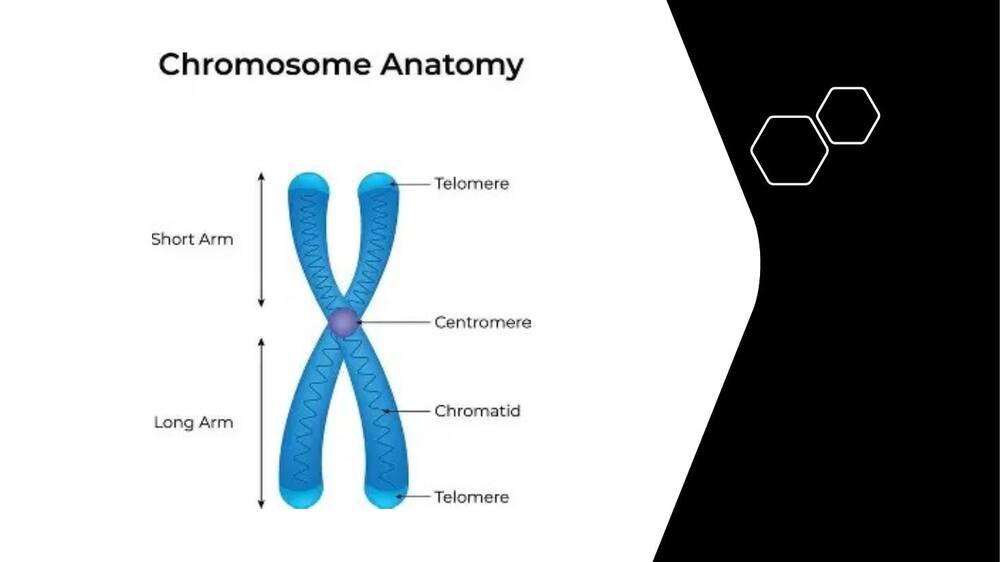 Chromosome Anatomy
Telomere
Short Arm
Centromere
Chromatid
Long Arm
Telomere